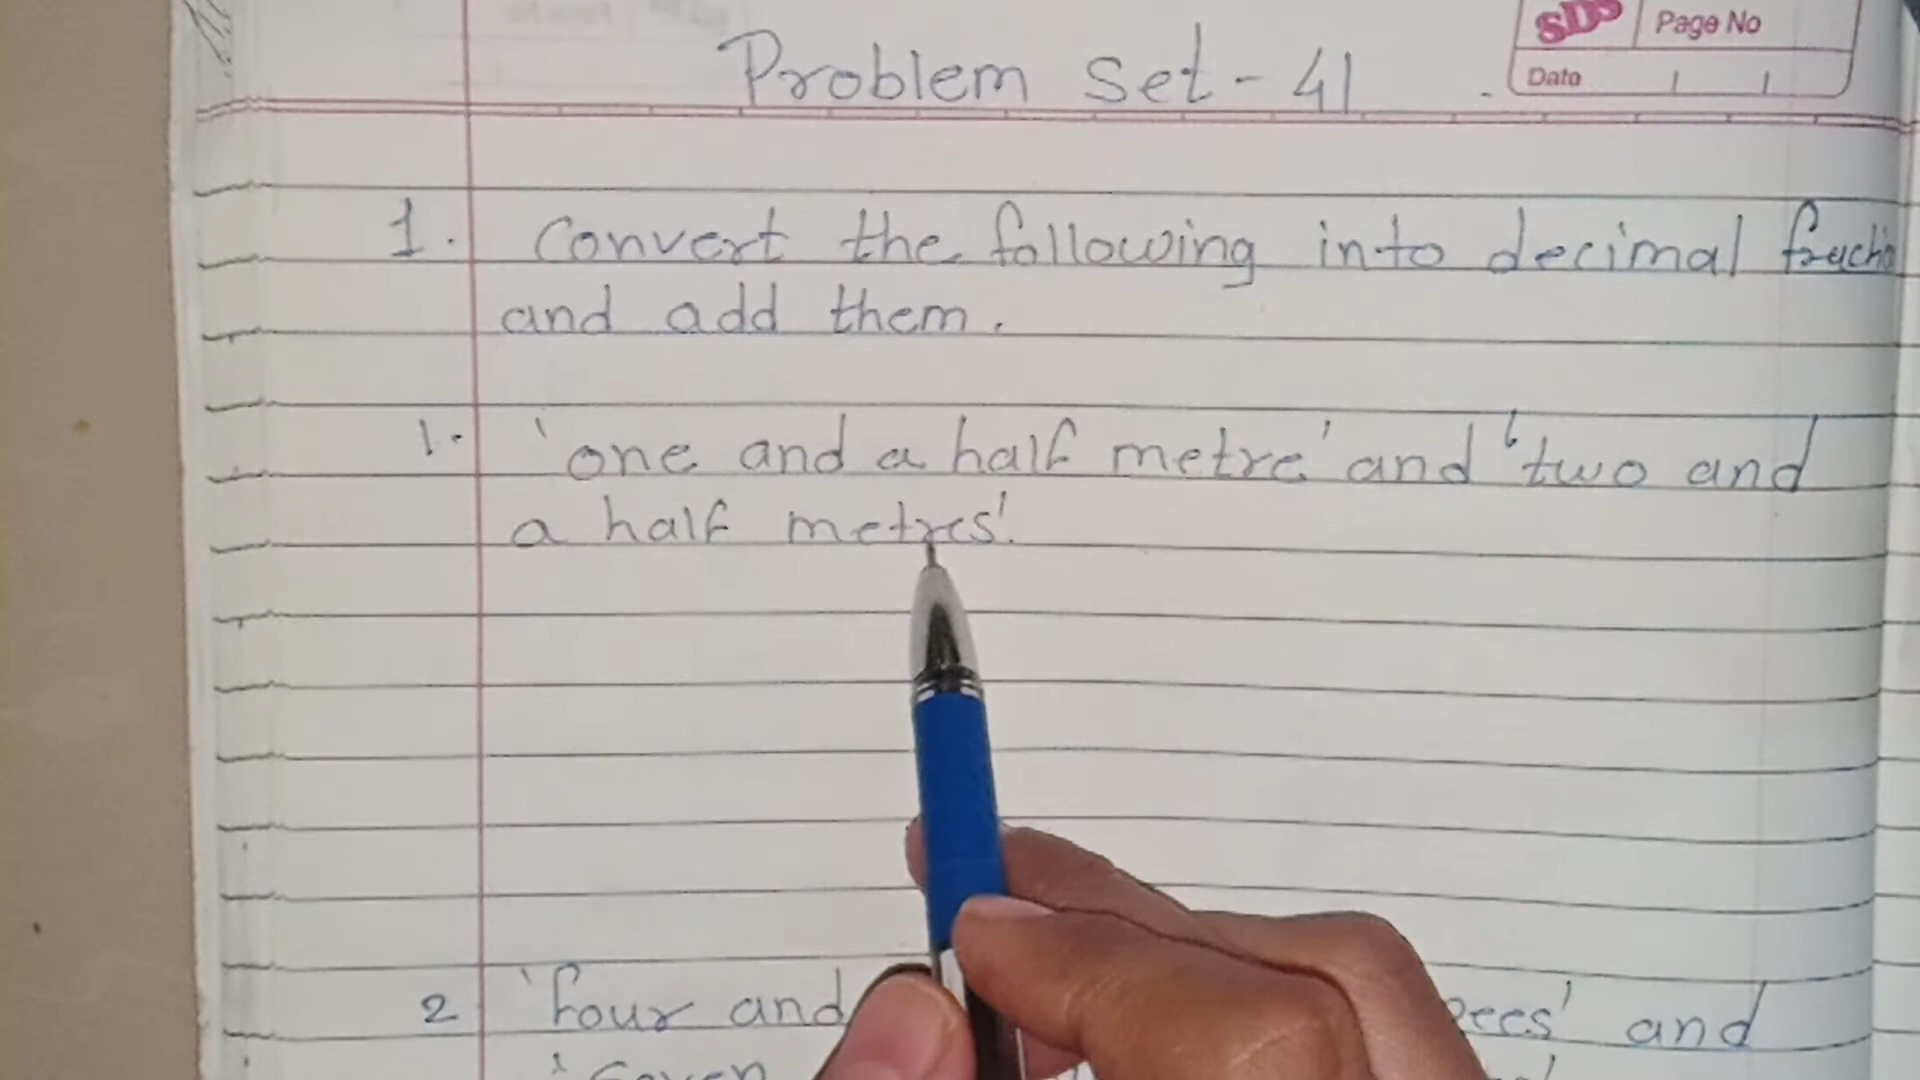 SDS Page No
Problem Set - 41
Date
1. Convert the following into decimal
and add them.
1. 'one and a half metre' and 'two and
a half metres'.
2 'four and and